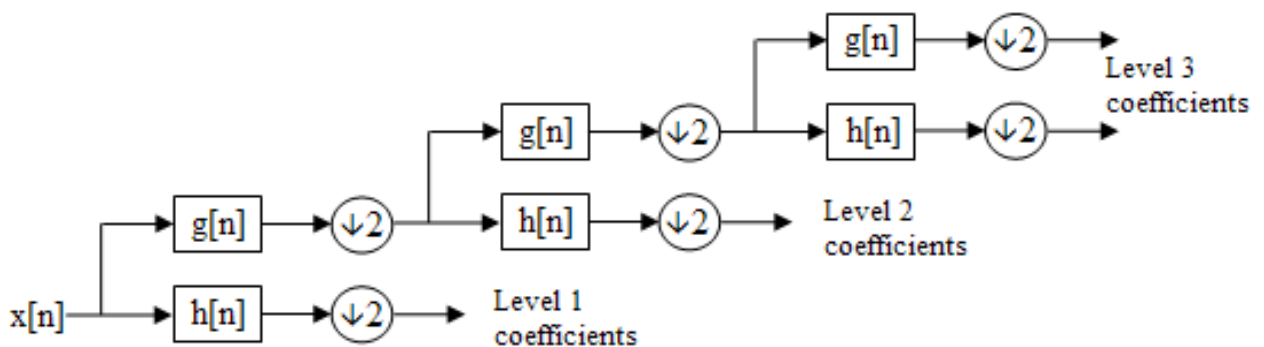 g[n]
↓2
Level 3
coefficients
g[n]
↓2
h[n]
↓2
g[n]
↓2
h[n]
↓2
Level 2
coefficients
x[n]
h[n]
↓2
Level 1
coefficients